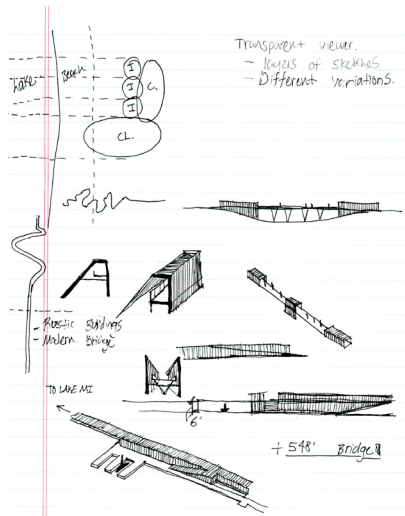 Transparent viewer.
- layers of sketches
- Different variations.
Lake
Beach
I
I
I
C.
CL.
- Rustic Buildings
- Modern Bridge
TO LAKE MI
6'
548' Bridge